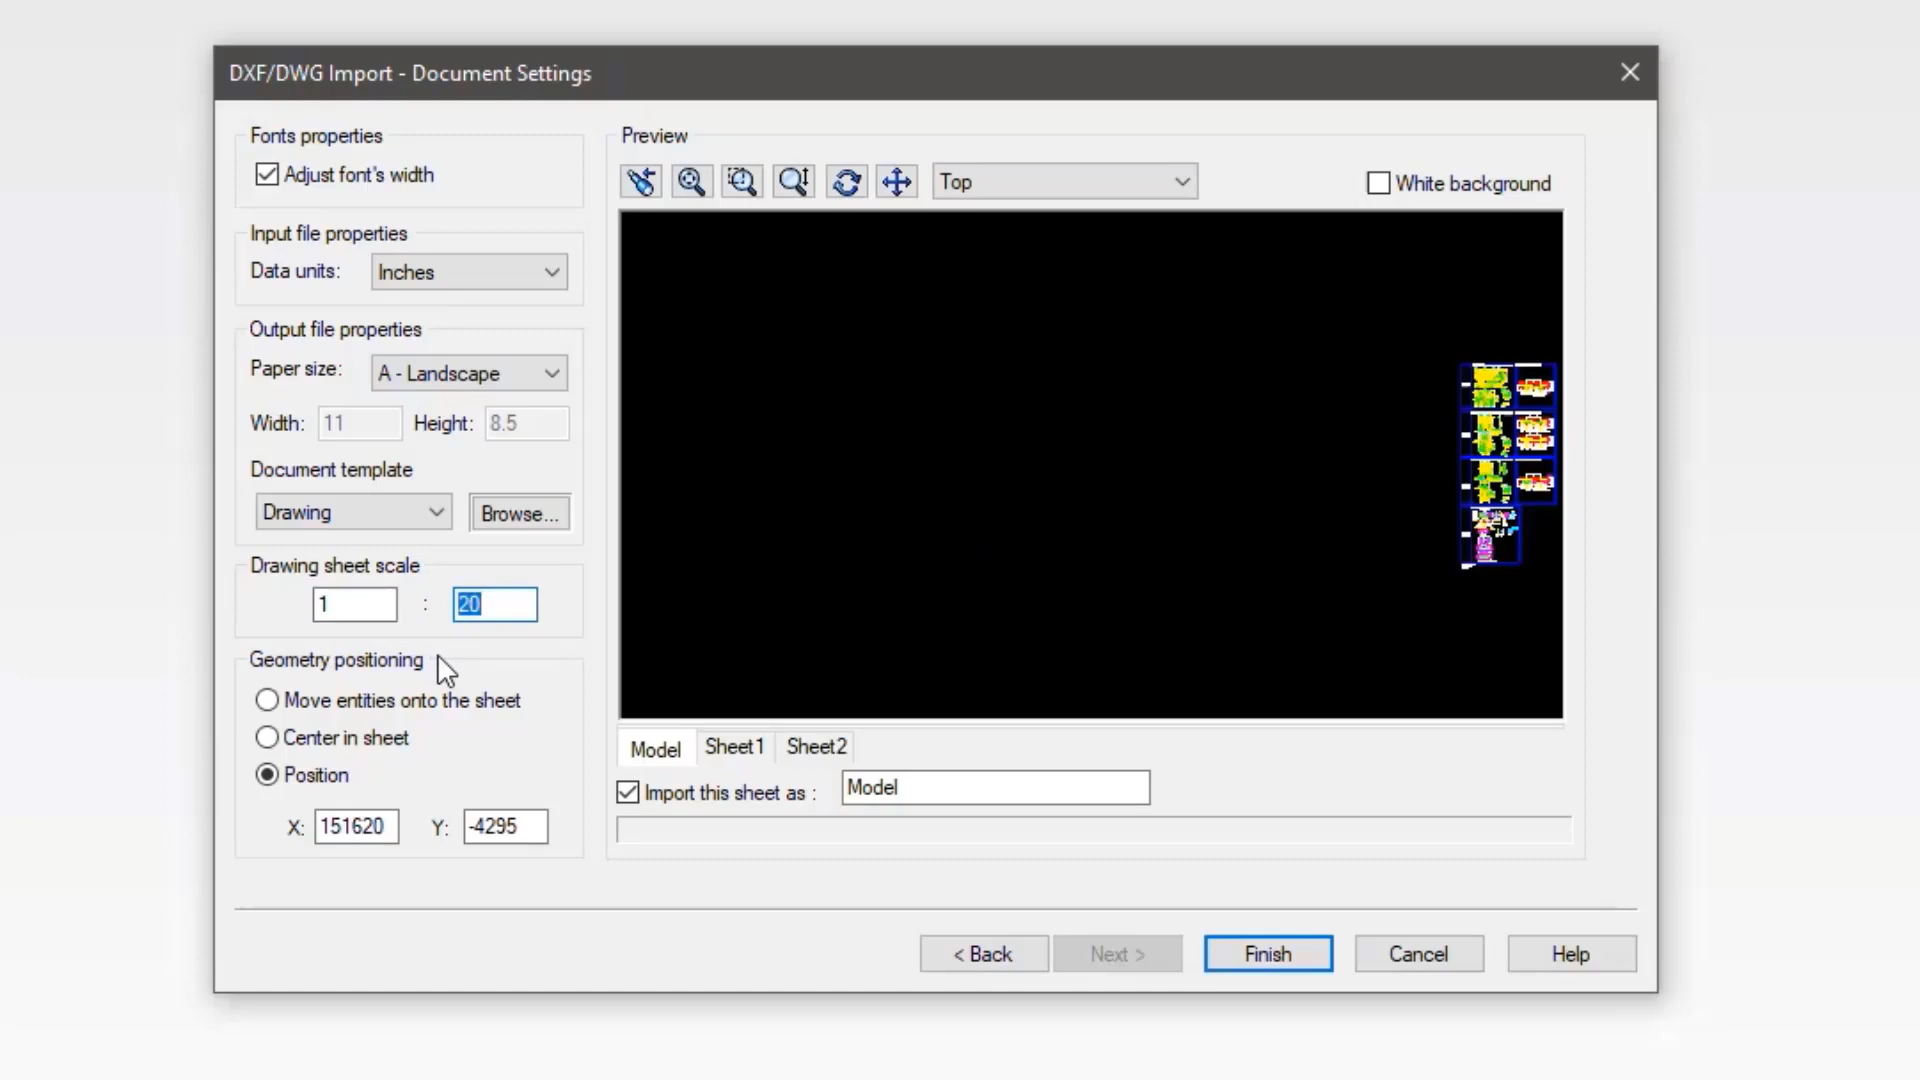 DXF/DWG Import - Document Settings
Fonts properties
Adjust font's width
Input file properties
Data units: Inches
Output file properties
Paper size: A - Landscape
Width: 11 Height: 8.5
Document template
Drawing Browse...
Drawing sheet scale
1 : 20
Geometry positioning
Move entities onto the sheet
Center in sheet
Position
X: 151620 Y: -4295
Preview
Top White background
Model Sheet1 Sheet2
Import this sheet as : Model
< Back Next > Finish Cancel Help